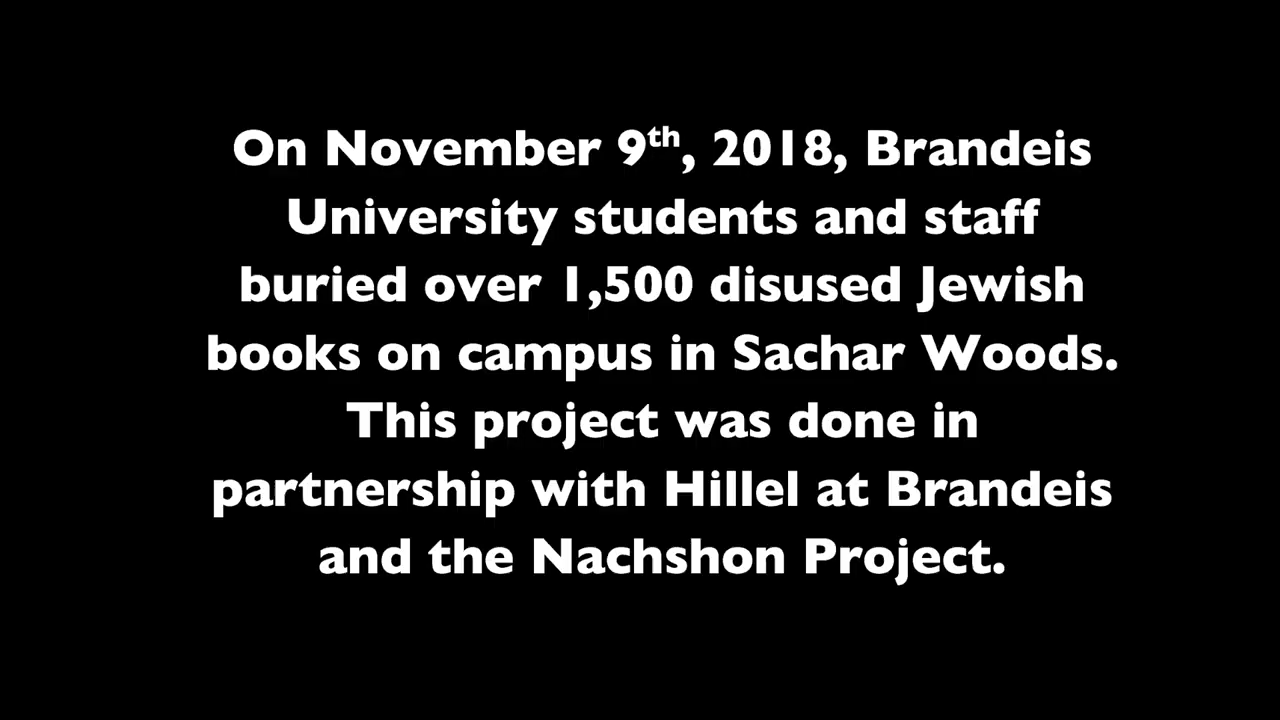 On November 9th, 2018, Brandeis
University students and staff
buried over 1,500 disused Jewish
books on campus in Sachar Woods.
This project was done in
partnership with Hillel at Brandeis
and the Nachshon Project.